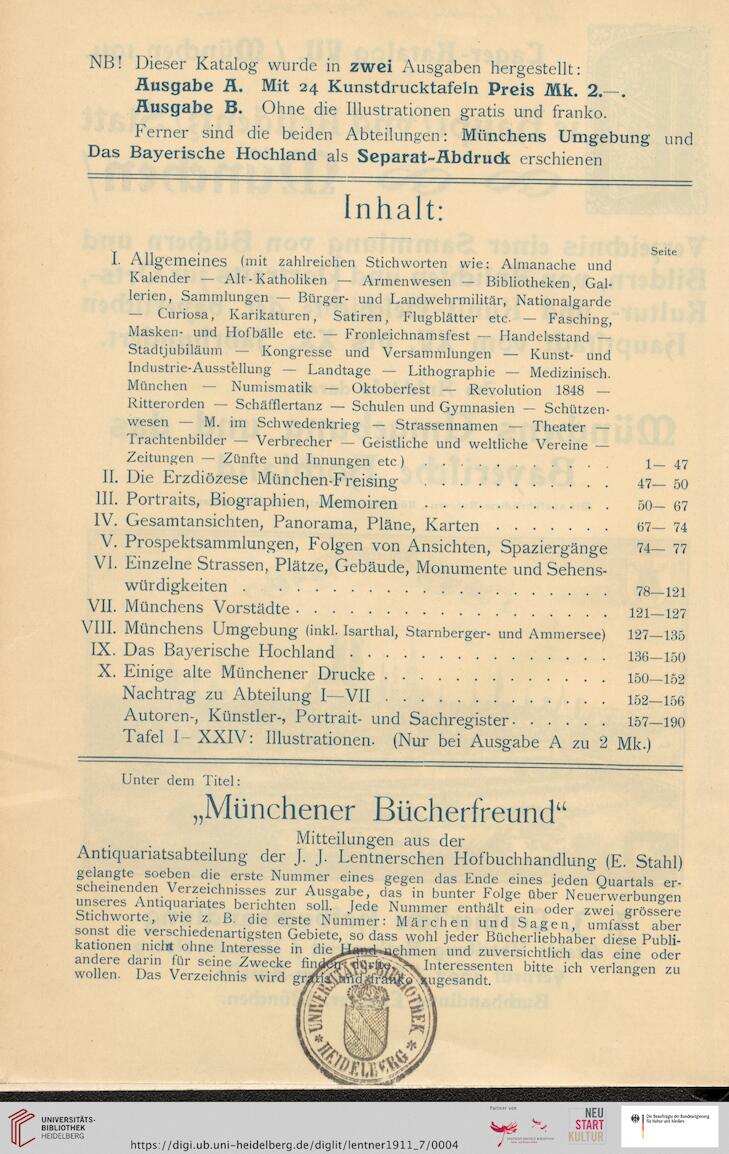 NB! Dieser Katalog wurde in zwei Ausgaben hergestellt:
Ausgabe A. Mit 24 Kunstdrucktafeln Preis Mk. 2.—.
Ausgabe B. Ohne die Illustrationen gratis und franko.
Ferner sind die beiden Abteilungen: Münchens Umgebung und
Das Bayerische Hochland als Separat-Abdruck erschienen
Inhalt:
Seite
I. Allgemeines (mit zahlreichen Stichworten wie: Almanache und
Kalender — Alt-Katholiken — Armenwesen — Bibliotheken, Gal-
lerien, Sammlungen — Bürger- und Landwehrmilitär, Nationalgarde
— Curiosa, Karikaturen, Satiren, Flugblätter etc. — Fasching,
Masken- und Hofbälle etc. — Fronleichnamsfest — Handelsstand —
Stadtjubiläum — Kongresse und Versammlungen — Kunst- und
Industrie-Ausstellung — Landtage — Lithographie — Medizinisch.
München — Numismatik — Oktoberfest — Revolution 1848 —
Ritterorden — Schäfflertanz — Schulen und Gymnasien — Schützen-
wesen — M. im Schwedenkrieg — Strassennamen — Theater —
Trachtenbilder — Verbrecher — Geistliche und weltliche Vereine —
Zeitungen — Zünfte und Innungen etc) . . . . . . . . . . 1— 47
II. Die Erzdiözese München-Freising . . . . . . . . . . 47— 50
III. Portraits, Biographien, Memoiren . . . . . . . . . . 50— 67
IV. Gesamtansichten, Panorama, Pläne, Karten . . . . . . . 67— 74
V. Prospektsammlungen, Folgen von Ansichten, Spaziergänge 74— 77
VI. Einzelne Strassen, Plätze, Gebäude, Monumente und Sehens-
würdigkeiten . . . . . . . . . . . . . . . . . 78—121
VII. Münchens Vorstädte . . . . . . . . . . . . . . . 121—127
VIII. Münchens Umgebung (inkl. Isarthal, Starnberger- und Ammersee) 127—135
IX. Das Bayerische Hochland . . . . . . . . . . . . . 136—150
X. Einige alte Münchener Drucke . . . . . . . . . . . 150—152
Nachtrag zu Abteilung I—VII . . . . . . . . . . . 152—156
Autoren-, Künstler-, Portrait- und Sachregister . . . . . . 157—190
Tafel I—XXIV: Illustrationen. (Nur bei Ausgabe A zu 2 Mk.)
Unter dem Titel:
„Münchener Bücherfreund“
Mitteilungen aus der
Antiquariatsabteilung der J. J. Lentnerschen Hofbuchhandlung (E. Stahl)
gelangte soeben die erste Nummer eines gegen das Ende eines jeden Quartals er-
scheinenden Verzeichnisses zur Ausgabe, das in bunter Folge über Neuerwerbungen
unseres Antiquariates berichten soll. Jede Nummer enthält ein oder zwei grössere
Stichworte, wie z. B. die erste Nummer: Märchen und Sagen, umfasst aber
sonst die verschiedenartigsten Gebiete, so dass wohl jeder Bücherliebhaber diese Publi-
kationen nicht ohne Interesse in die Hand nehmen und zuversichtlich das eine oder
andere darin für seine Zwecke finden dürfte. Interessenten bitte ich verlangen zu
wollen. Das Verzeichnis wird gratis und franko zugesandt.
UNIVERSITÄTS-BIBLIOTHEK
* HEIDELBERG *
UNIVERSITÄTS-
BIBLIOTHEK
HEIDELBERG
https://digi.ub.uni-heidelberg.de/diglit/lentner1911_7/0004
Partner von
NEU
START
KULTUR
Die Beauftragte der Bundesregierung
für Kultur und Medien